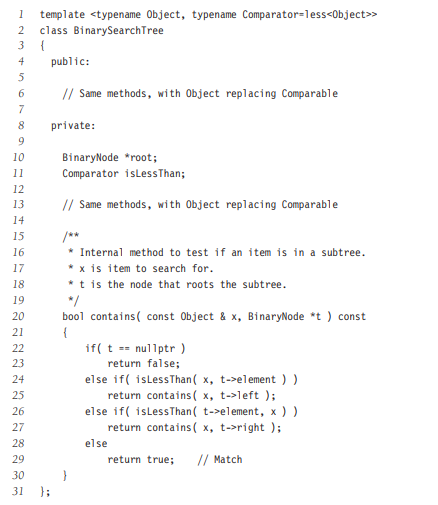 1 template <typename Object, typename Comparator=less<Object>>
2 class BinarySearchTree
3 {
4 public:
5
6 // Same methods, with Object replacing Comparable
7
8 private:
9
10 BinaryNode *root;
11 Comparator isLessThan;
12
13 // Same methods, with Object replacing Comparable
14
15 /**
16 * Internal method to test if an item is in a subtree.
17 * x is item to search for.
18 * t is the node that roots the subtree.
19 */
20 bool contains( const Object & x, BinaryNode *t ) const
21 {
22 if( t == nullptr )
23 return false;
24 else if( isLessThan( x, t->element ) )
25 return contains( x, t->left );
26 else if( isLessThan( t->element, x ) )
27 return contains( x, t->right );
28 else
29 return true; // Match
30 }
31 };